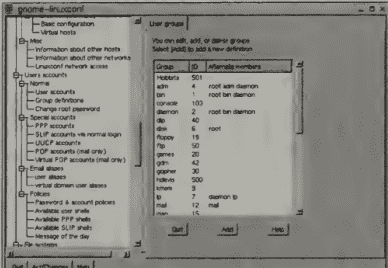 gnome-linuxconf
Basic configuration
Virtual hosts
Misc
Information about other hosts
Information about other networks
Linuxconf network access
Users accounts
Normal
User accounts
Group definitions
Change root password
Special accounts
PPP accounts
SLIP accounts via normal login
UUCP accounts
POP accounts (mail only)
Virtual POP accounts (mail only)
Email aliases
user aliases
virtual domain user aliases
Policies
Password & account policies
Available user shells
Available PPP shells
Available SLIP shells
Message of the day
File systems
Quit Act/Changes Help
User groups
You can edit, add, or delete groups
Select [Add] to add a new definition
Group ID Alternate members
Hobbits 501
adm 4 root adm daemon
bin 1 root bin daemon
console 103
daemon 2 root bin daemon
dip 40
disk 6 root
floppy 19
ftp 50
games 20
gdm 42
gopher 30
hdlevis 500
kmem 9
lp 7 daemon lp
mail 12 mail
man 15
Quit Add Help